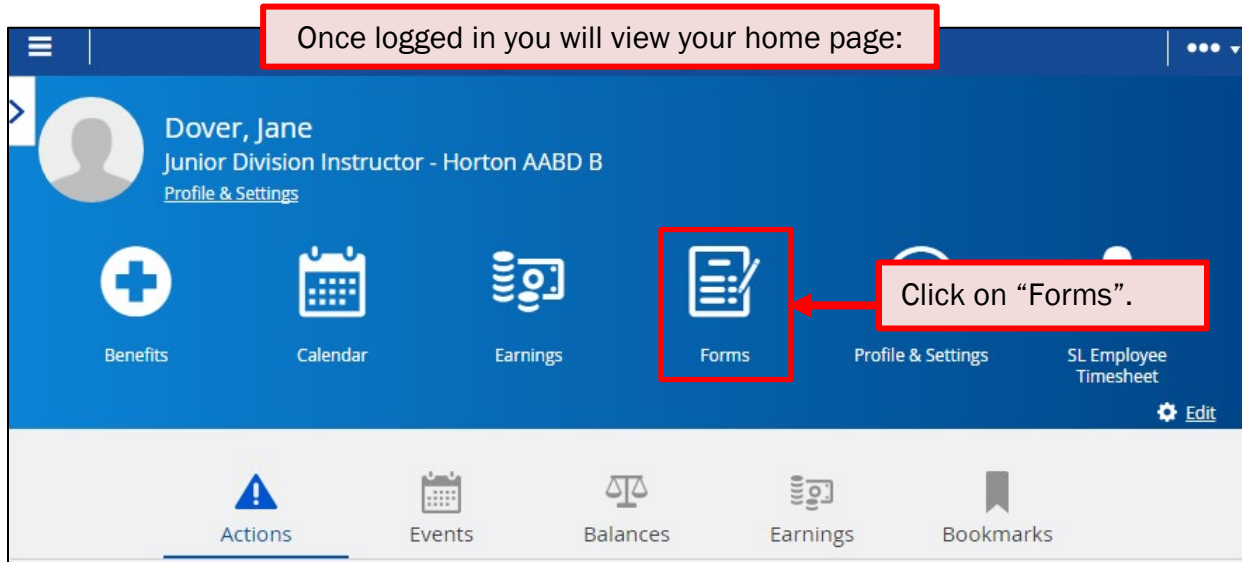 Once logged in you will view your home page:
Dover, Jane
Junior Division Instructor - Horton AABD B
Profile & Settings
Click on “Forms”.
Benefits
Calendar
Earnings
Forms
Profile & Settings
SL Employee
Timesheet
Edit
Actions
Events
Balances
Earnings
Bookmarks